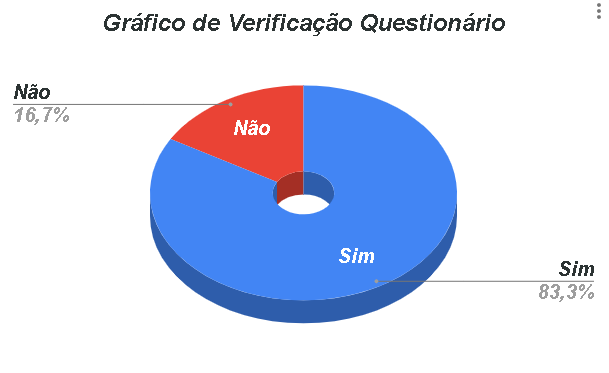 Gráfico de Verificação Questionário
Não
16,7%
Não
Sim
Sim
83,3%